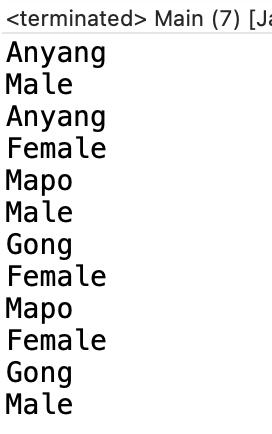 <terminated> Main (7) [Ja
Anyang
Male
Anyang
Female
Mapo
Male
Gong
Female
Mapo
Female
Gong
Male